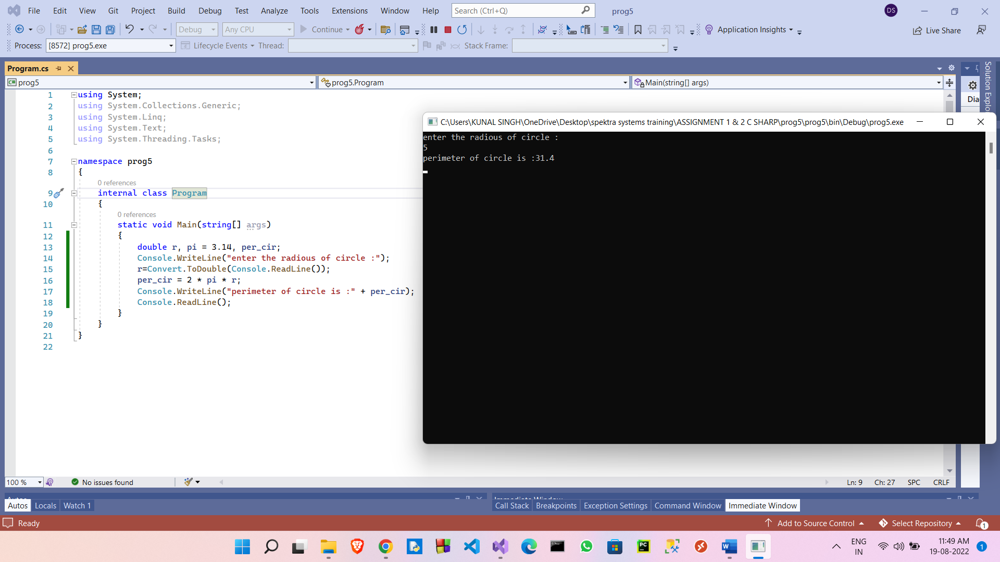 File Edit View Git Project Build Debug Test Analyze Tools Extensions Window Help Search (Ctrl+Q) prog5 DS
Debug Any CPU Continue Application Insights Live Share
Process: [8572] prog5.exe Lifecycle Events Thread: Stack Frame:
Program.cs
prog5 prog5.Program Main(string[] args)
Solution Explo
Dia
1 using System;
2 using System.Collections.Generic;
3 using System.Linq;
4 using System.Text;
5 using System.Threading.Tasks;
6
7 namespace prog5
8 {
0 references
9 internal class Program
10 {
0 references
11 static void Main(string[] args)
12 {
13 double r, pi = 3.14, per_cir;
14 Console.WriteLine("enter the radious of circle :");
15 r=Convert.ToDouble(Console.ReadLine());
16 per_cir = 2 * pi * r;
17 Console.WriteLine("perimeter of circle is :" + per_cir);
18 Console.ReadLine();
19 }
20 }
21 }
22
C:\Users\KUNAL SINGH\OneDrive\Desktop\spektra systems training\ASSIGNMENT 1 & 2 C SHARP\prog5\prog5\bin\Debug\prog5.exe
enter the radious of circle :
5
perimeter of circle is :31.4
100 % No issues found Ln: 9 Ch: 27 SPC CRLF
Autos Immediate Window
Autos Locals Watch 1 Call Stack Breakpoints Exception Settings Command Window Immediate Window
Ready Add to Source Control Select Repository 1
ENG 11:49 AM
IN 19-08-2022 1